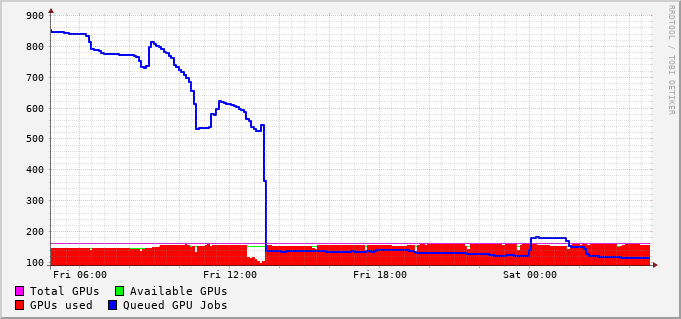 900
800
700
600
500
400
300
200
100
Fri 06:00 Fri 12:00 Fri 18:00 Sat 00:00
Total GPUs Available GPUs
GPUs used Queued GPU Jobs
RRDTOOL / TOBI OETIKER